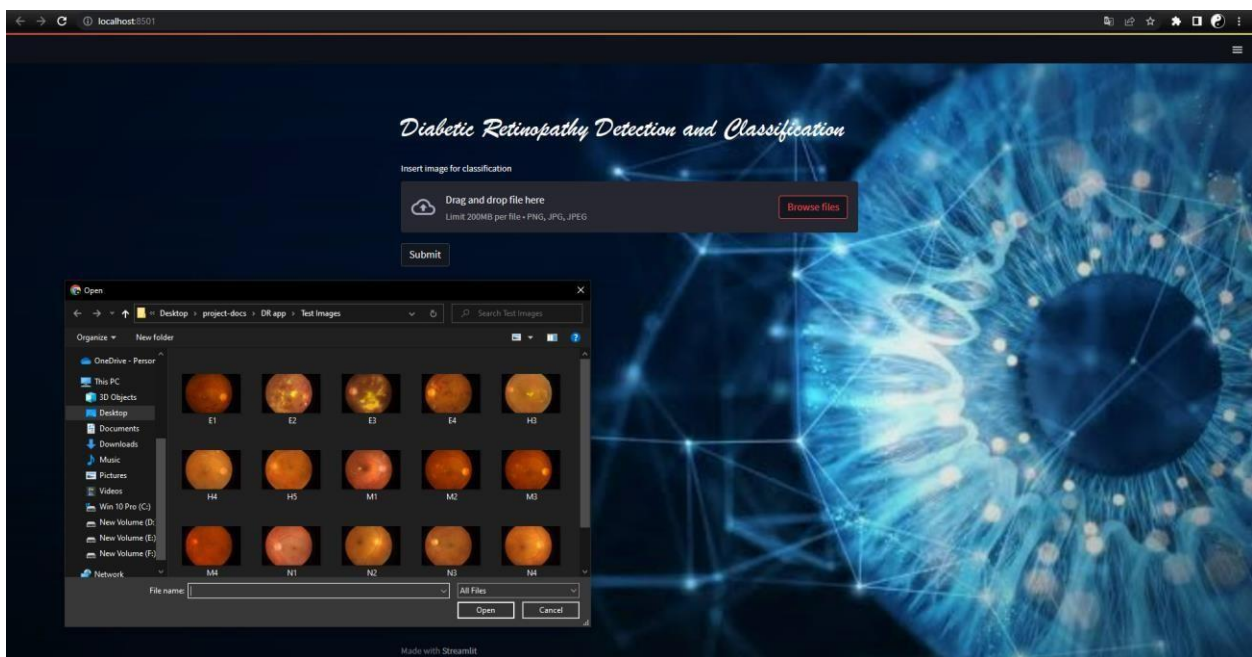 localhost:8501
Diabetic Retinopathy Detection and Classification
Insert image for classification
Drag and drop file here
Limit 200MB per file • PNG, JPG, JPEG
Browse files
Submit
Open
« Desktop › project-docs › DR app › Test Images
Search Test Images
Organize
New folder
OneDrive - Person
This PC
3D Objects
Desktop
Documents
Downloads
Music
Pictures
Videos
Win 10 Pro (C:)
New Volume (D:
New Volume (E:)
New Volume (F:)
Network
E1 E2 E3 E4 H3
H4 H5 M1 M2 M3
M4 N1 N2 N3 N4
File name:
All Files
Open
Cancel
Made with Streamlit